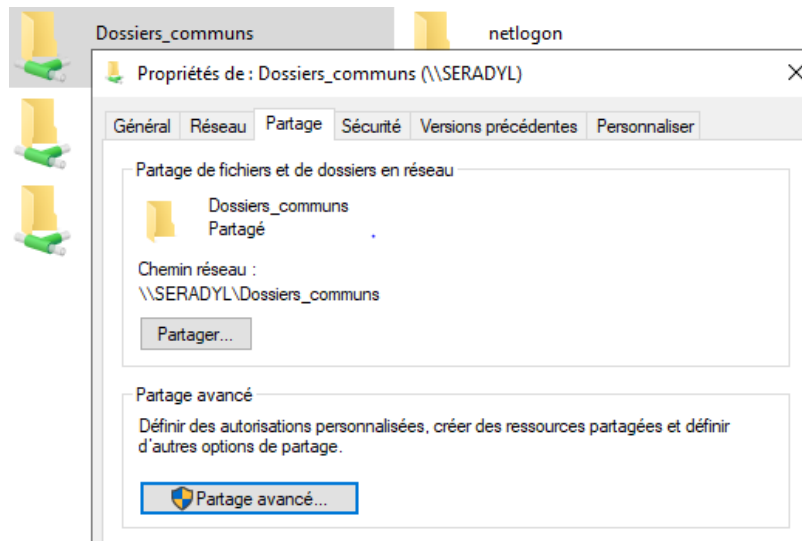 Dossiers_communs
netlogon
Propriétés de : Dossiers_communs (\\SERADYL)
Général Réseau Partage Sécurité Versions précédentes Personnaliser
Partage de fichiers et de dossiers en réseau
Dossiers_communs
Partagé
Chemin réseau :
\\SERADYL\Dossiers_communs
Partager...
Partage avancé
Définir des autorisations personnalisées, créer des ressources partagées et définir
d'autres options de partage.
Partage avancé...